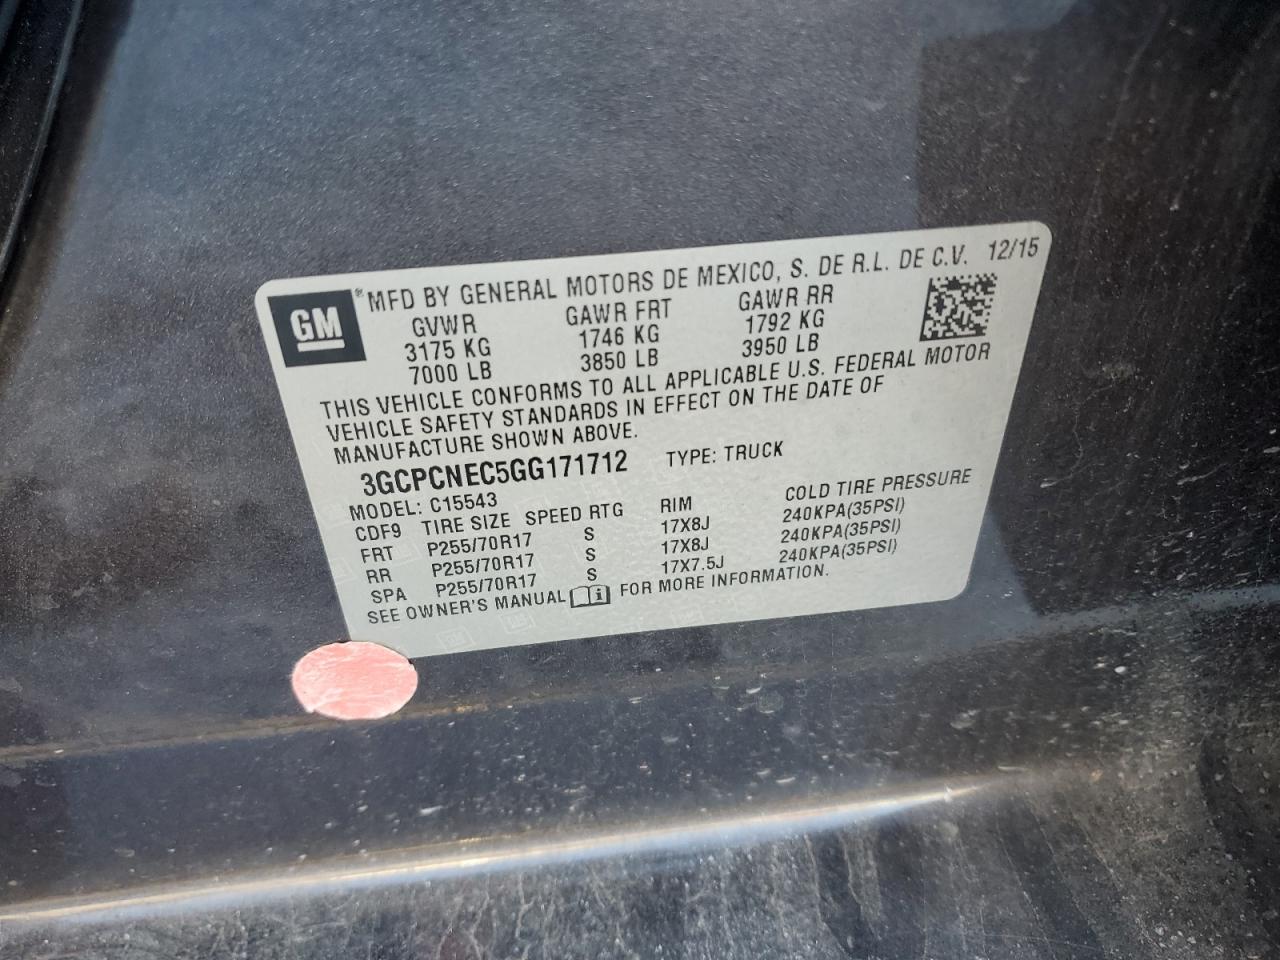 GM
® MFD BY GENERAL MOTORS DE MEXICO, S. DE R.L. DE C.V. 12/15
GVWR GAWR FRT GAWR RR
3175 KG 1746 KG 1792 KG
7000 LB 3850 LB 3950 LB
THIS VEHICLE CONFORMS TO ALL APPLICABLE U.S. FEDERAL MOTOR
VEHICLE SAFETY STANDARDS IN EFFECT ON THE DATE OF
MANUFACTURE SHOWN ABOVE.
3GCPCNEC5GG171712 TYPE: TRUCK
MODEL: C15543
CDF9 TIRE SIZE SPEED RTG RIM COLD TIRE PRESSURE
FRT P255/70R17 S 17X8J 240KPA(35PSI)
RR P255/70R17 S 17X8J 240KPA(35PSI)
SPA P255/70R17 S 17X7.5J 240KPA(35PSI)
SEE OWNER'S MANUAL FOR MORE INFORMATION.